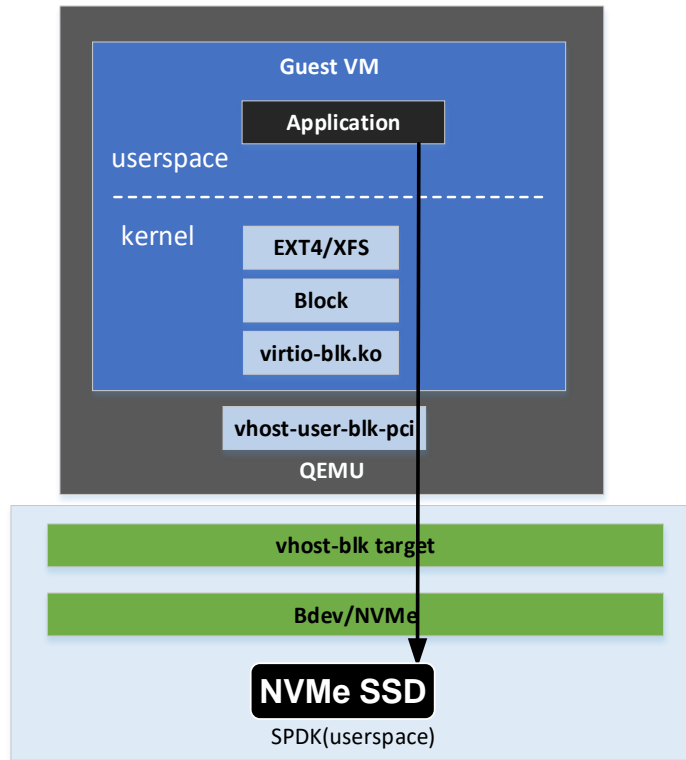 Guest VM
Application
userspace
kernel
EXT4/XFS
Block
virtio-blk.ko
vhost-user-blk-pci
QEMU
vhost-blk target
Bdev/NVMe
NVMe SSD
SPDK(userspace)